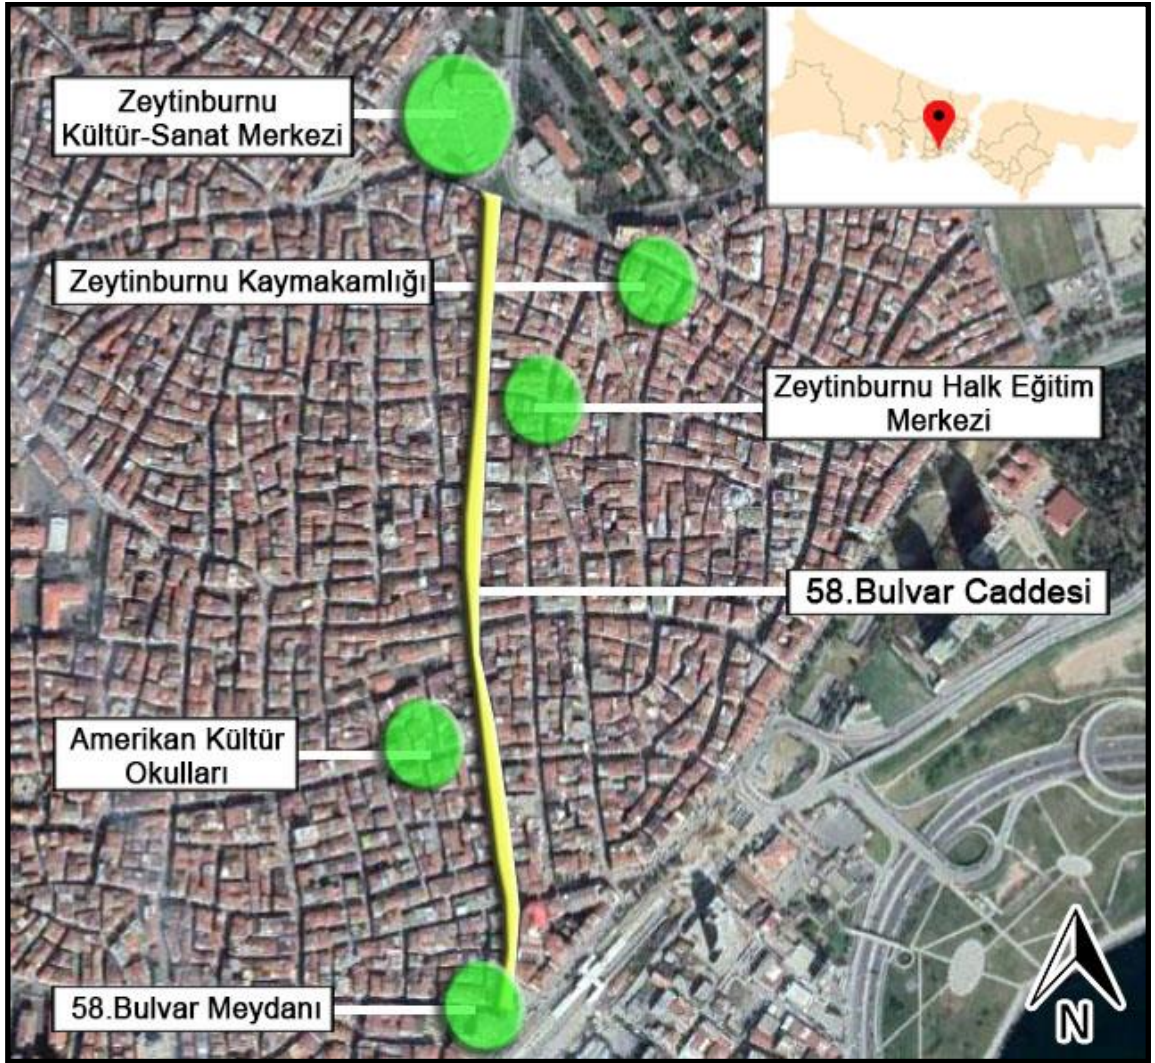 Zeytinburnu
Kültür-Sanat Merkezi
Zeytinburnu Kaymakamlığı
Zeytinburnu Halk Eğitim
Merkezi
58.Bulvar Caddesi
Amerikan Kültür
Okulları
58.Bulvar Meydanı
N